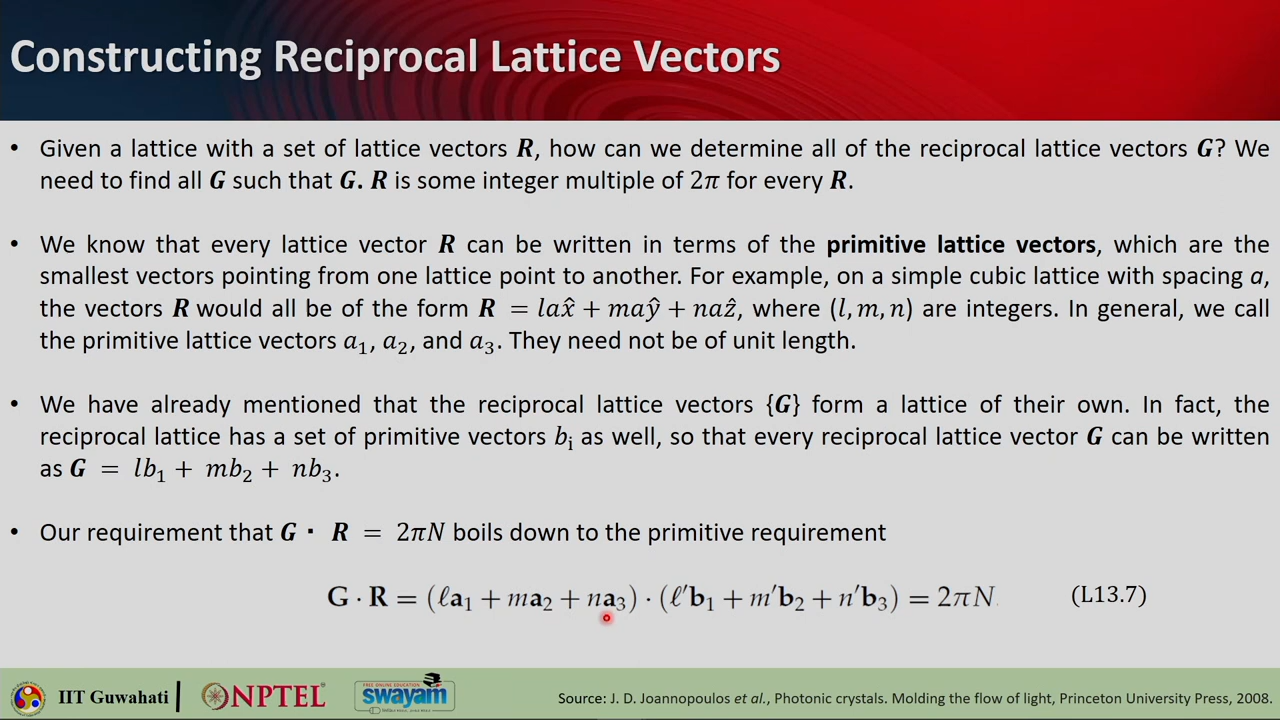 Constructing Reciprocal Lattice Vectors
• Given a lattice with a set of lattice vectors R, how can we determine all of the reciprocal lattice vectors G? We
need to find all G such that G. R is some integer multiple of 2π for every R.
• We know that every lattice vector R can be written in terms of the primitive lattice vectors, which are the
smallest vectors pointing from one lattice point to another. For example, on a simple cubic lattice with spacing a,
the vectors R would all be of the form R = lax̂ + maŷ + naẑ, where (l, m, n) are integers. In general, we call
the primitive lattice vectors a₁, a₂, and a₃. They need not be of unit length.
• We have already mentioned that the reciprocal lattice vectors {G} form a lattice of their own. In fact, the
reciprocal lattice has a set of primitive vectors bᵢ as well, so that every reciprocal lattice vector G can be written
as G = lb₁ + mb₂ + nb₃.
• Our requirement that G · R = 2πN boils down to the primitive requirement
G · R = (ℓa₁ + ma₂ + na₃) · (ℓ′b₁ + m′b₂ + n′b₃) = 2πN. (L13.7)
IIT Guwahati | NPTEL FREE ONLINE EDUCATION swayam Source: J. D. Joannopoulos et al., Photonic crystals. Molding the flow of light, Princeton University Press, 2008.